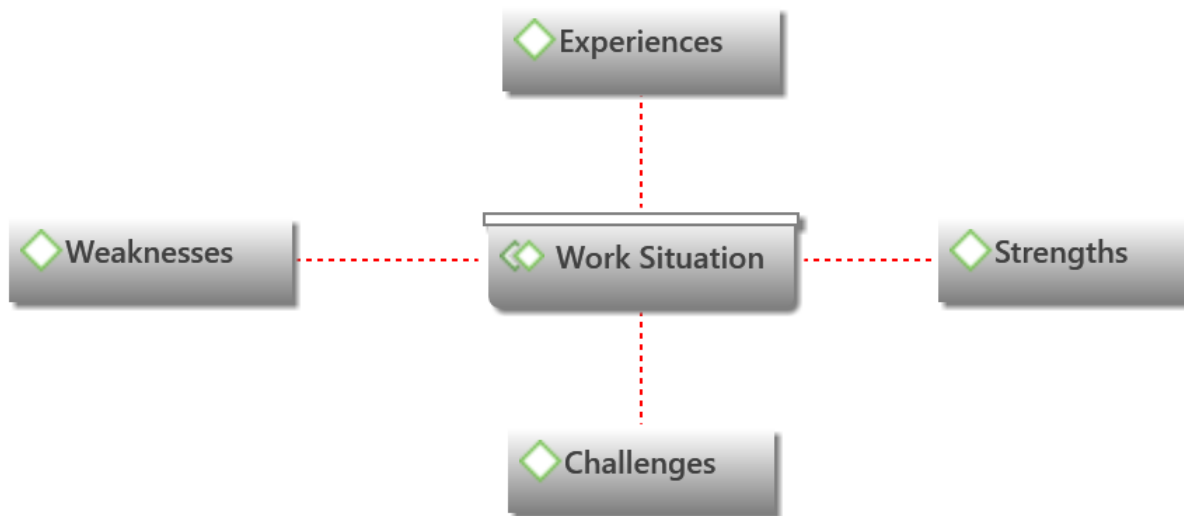 Experiences
Weaknesses
Work Situation
Strengths
Challenges